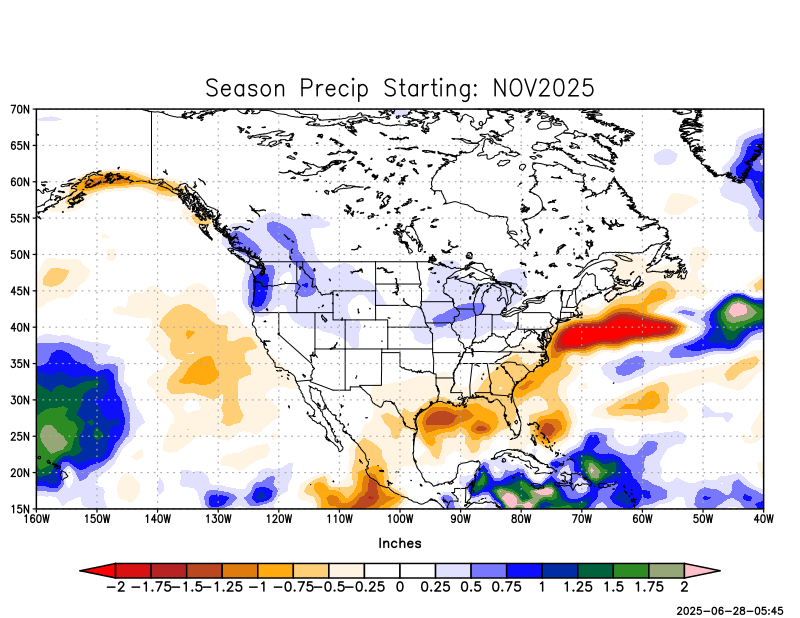 Season Precip Starting: NOV2025
70N
65N
60N
55N
50N
45N
40N
35N
30N
25N
20N
15N
160W 150W 140W 130W 120W 110W 100W 90W 80W 70W 60W 50W 40W
Inches
−2 −1.75−1.5−1.25 −1 −0.75−0.5−0.25 0 0.25 0.5 0.75 1 1.25 1.5 1.75 2
2025−06−28−05:45